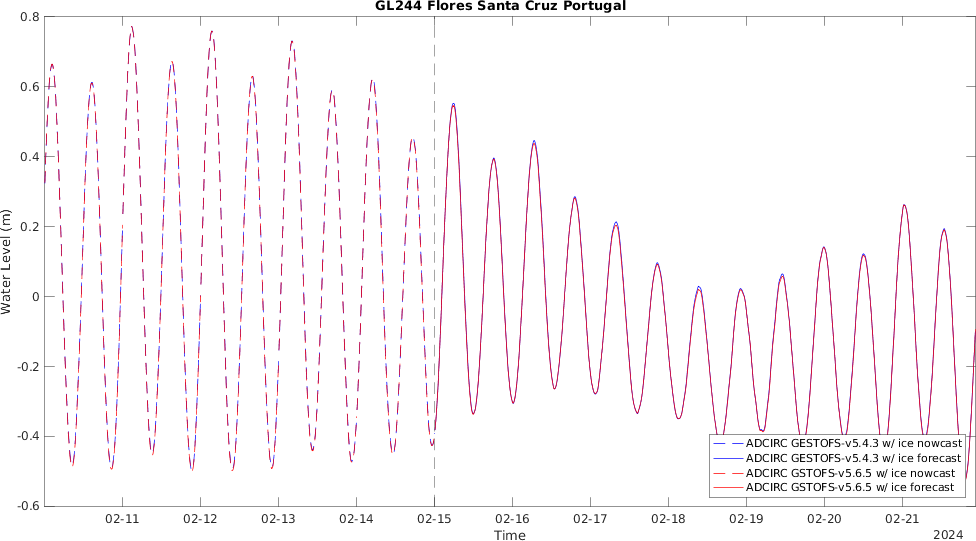 GL244 Flores Santa Cruz Portugal
0.8
0.6
0.4
0.2
0
-0.2
-0.4
-0.6
Water Level (m)
ADCIRC GESTOFS-v5.4.3 w/ ice nowcast
ADCIRC GESTOFS-v5.4.3 w/ ice forecast
ADCIRC GSTOFS-v5.6.5 w/ ice nowcast
ADCIRC GSTOFS-v5.6.5 w/ ice forecast
02-11 02-12 02-13 02-14 02-15 02-16 02-17 02-18 02-19 02-20 02-21
Time
2024